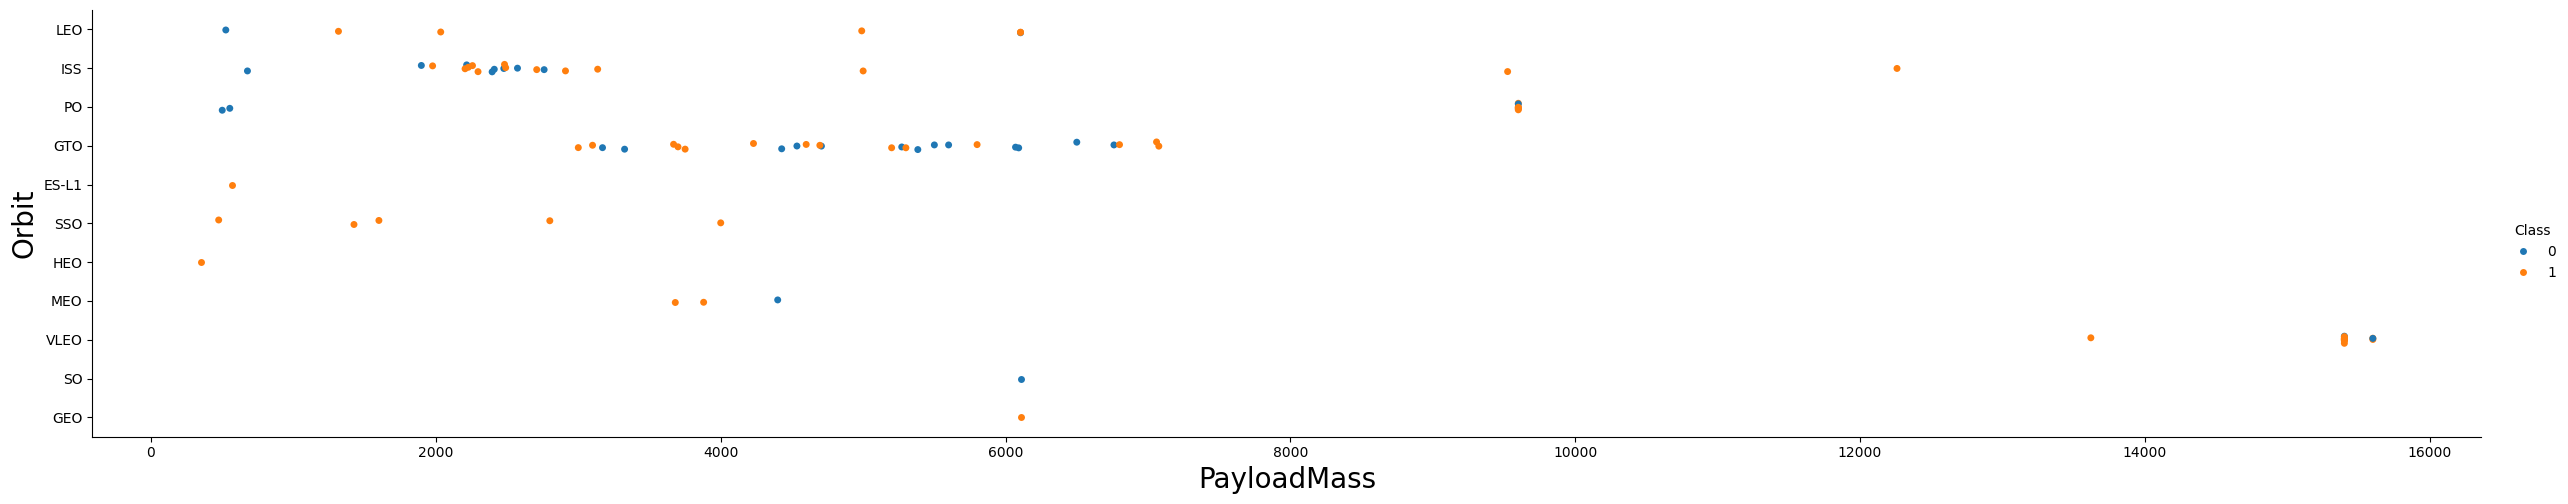 Orbit
LEO
ISS
PO
GTO
ES-L1
SSO
HEO
MEO
VLEO
SO
GEO
0 2000 4000 6000 8000 10000 12000 14000 16000
PayloadMass
Class
0
1